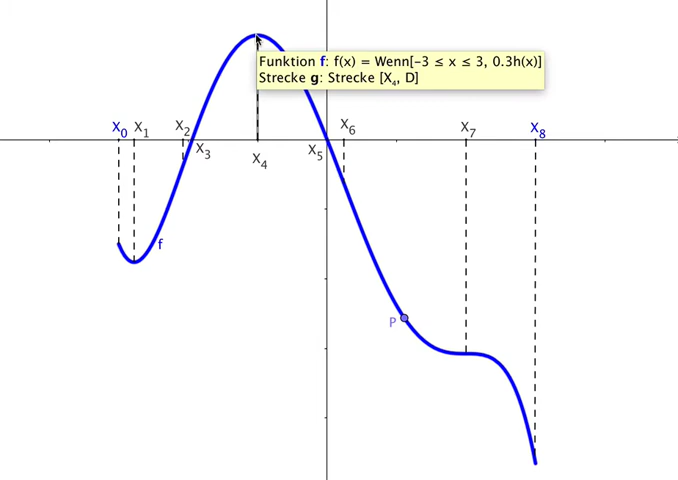 Funktion f: f(x) = Wenn[-3 ≤ x ≤ 3, 0.3h(x)]
Strecke g: Strecke [X₄, D]
X₀ X₁ X₂ X₆ X₇ X₈
X₃ X₄ X₅
f
P